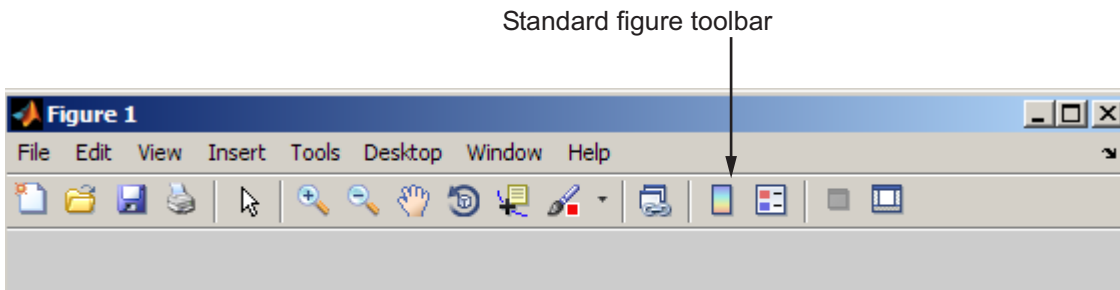 Standard figure toolbar
Figure 1
File Edit View Insert Tools Desktop Window Help